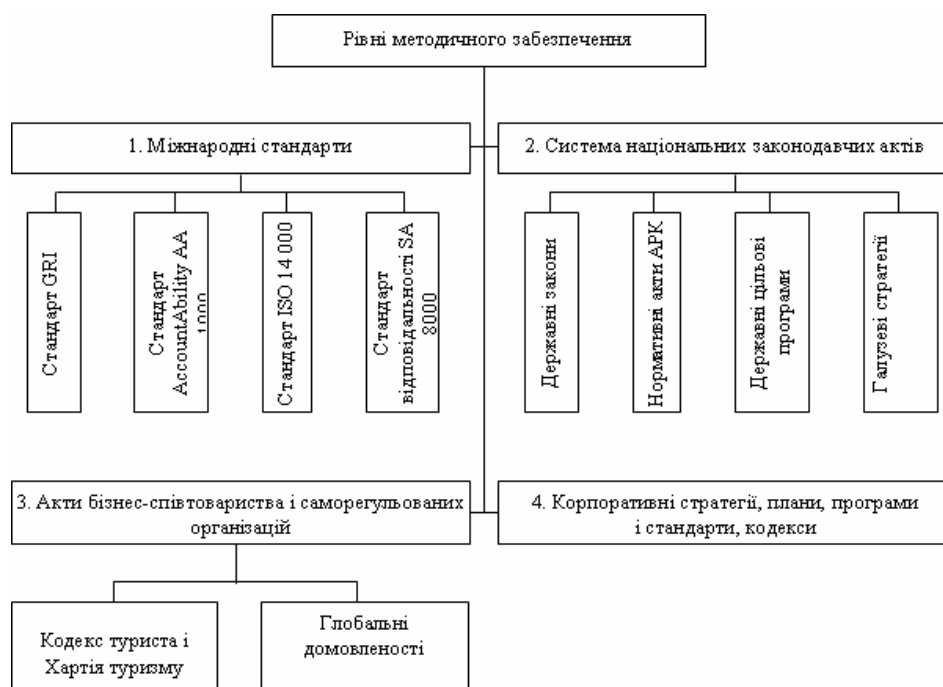 Рівні методичного забезпечення
1. Міжнародні стандарти
2. Система національних законодавчих актів
Стандарт GRI
Стандарт
AccountAbility AA
1000
Стандарт ISO 14 000
Стандарт
відповідальності SA
8000
Державні закони
Нормативні акти АРК
Державні цільові
програми
Галузеві стратегії
3. Акти бізнес-співтовариства і саморегульованих
організацій
4. Корпоративні стратегії, плани, програми
і стандарти, кодекси
Кодекс туриста і
Хартія туризму
Глобальні
домовленості